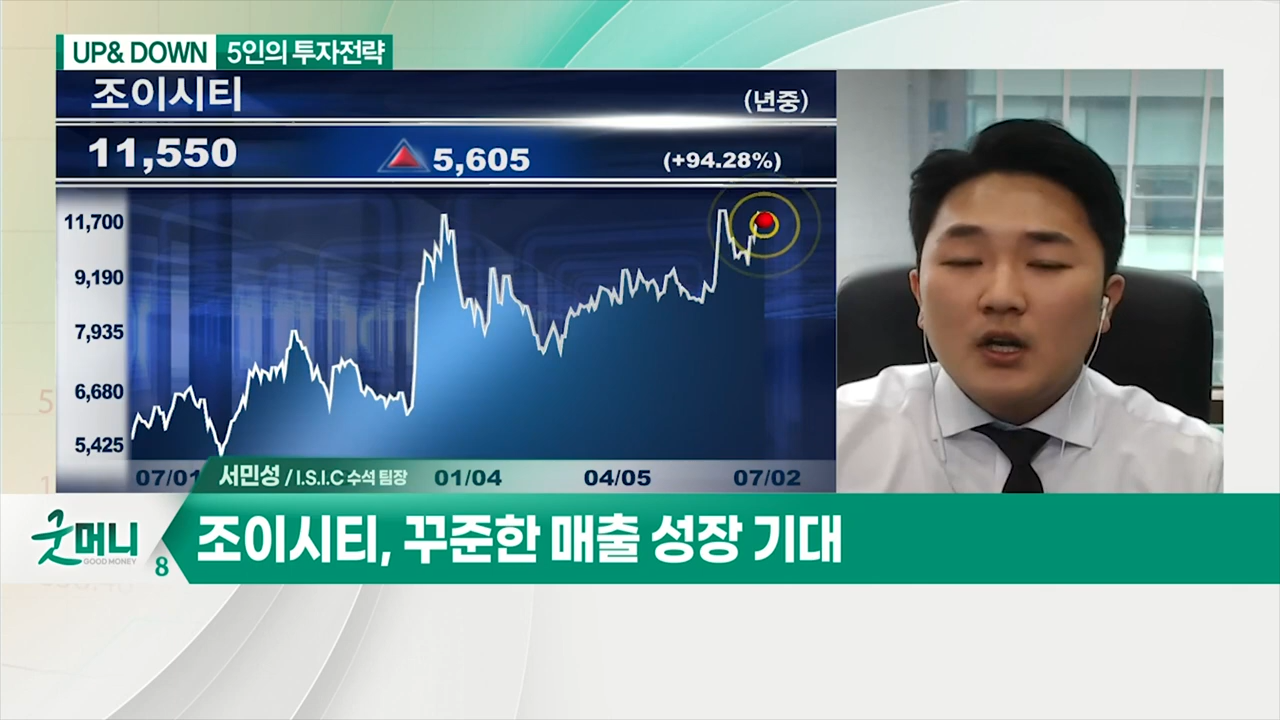 UP& DOWN 5인의 투자전략
조이시티 (년중)
11,550 5,605 (+94.28%)
11,700
9,190
7,935
6,680
5,425
07/01 01/04 04/05 07/02
서민성 / I.S.I.C 수석 팀장
굿머니
GOOD MONEY
8
조이시티, 꾸준한 매출 성장 기대